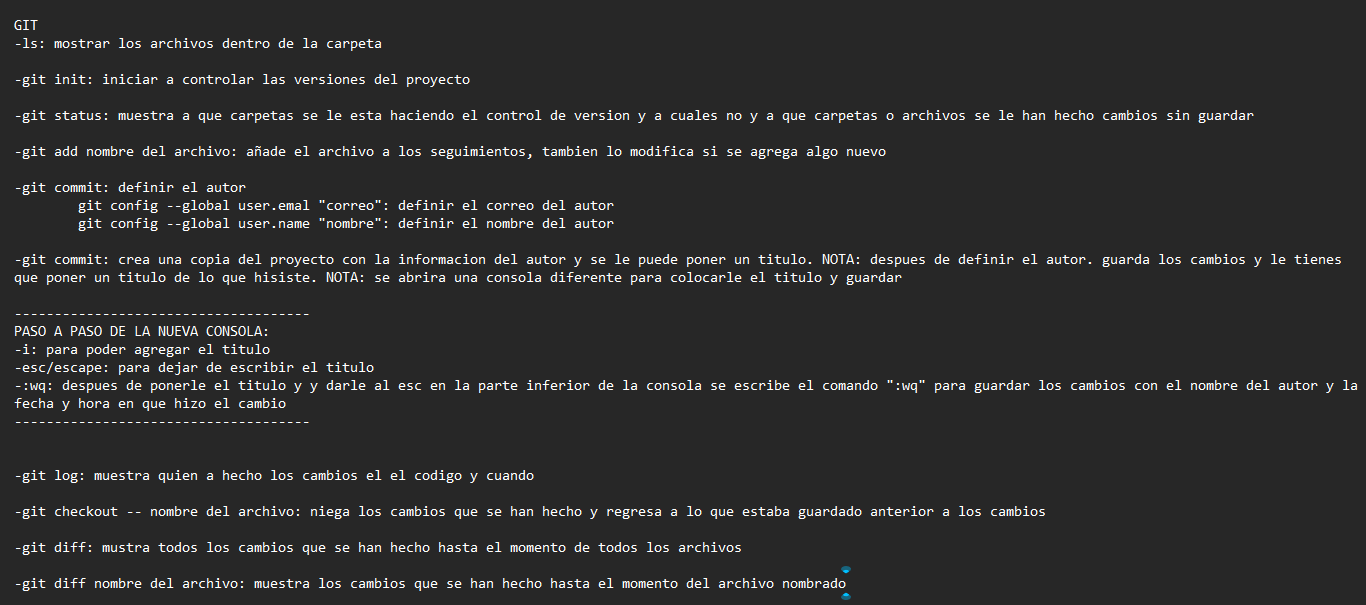 GIT
-ls: mostrar los archivos dentro de la carpeta
-git init: iniciar a controlar las versiones del proyecto
-git status: muestra a que carpetas se le esta haciendo el control de version y a cuales no y a que carpetas o archivos se le han hecho cambios sin guardar
-git add nombre del archivo: añade el archivo a los seguimientos, tambien lo modifica si se agrega algo nuevo
-git commit: definir el autor
git config --global user.emal "correo": definir el correo del autor
git config --global user.name "nombre": definir el nombre del autor
-git commit: crea una copia del proyecto con la informacion del autor y se le puede poner un titulo. NOTA: despues de definir el autor. guarda los cambios y le tienes
que poner un titulo de lo que hisiste. NOTA: se abrira una consola diferente para colocarle el titulo y guardar
-------------------------------------
PASO A PASO DE LA NUEVA CONSOLA:
-i: para poder agregar el titulo
-esc/escape: para dejar de escribir el titulo
-:wq: despues de ponerle el titulo y y darle al esc en la parte inferior de la consola se escribe el comando ":wq" para guardar los cambios con el nombre del autor y la
fecha y hora en que hizo el cambio
-------------------------------------
-git log: muestra quien a hecho los cambios el el codigo y cuando
-git checkout -- nombre del archivo: niega los cambios que se han hecho y regresa a lo que estaba guardado anterior a los cambios
-git diff: mustra todos los cambios que se han hecho hasta el momento de todos los archivos
-git diff nombre del archivo: muestra los cambios que se han hecho hasta el momento del archivo nombrado